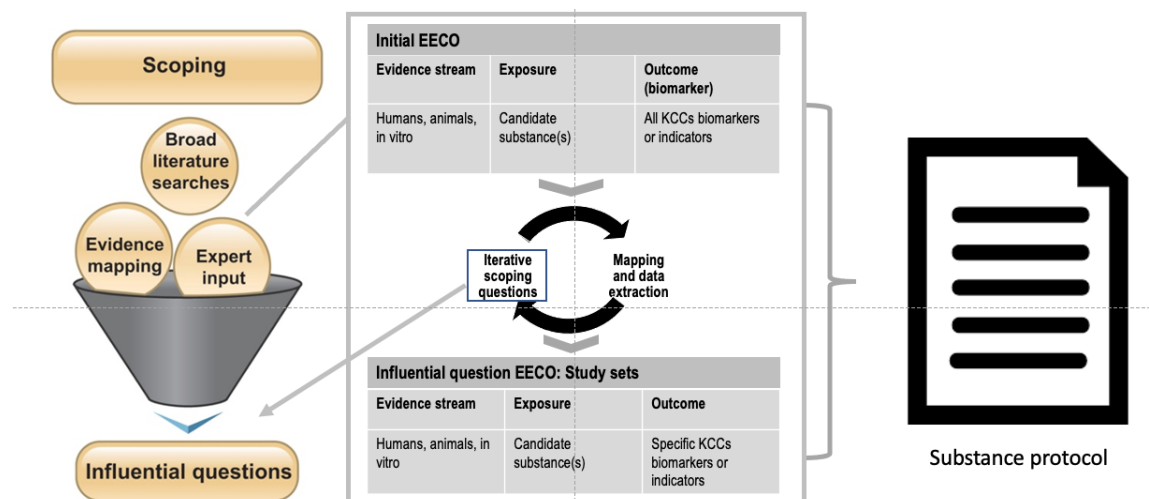 Scoping
Broad
literature
searches
Evidence
mapping
Expert
input
Influential questions
Initial EECO
Evidence stream Exposure Outcome
(biomarker)
Humans, animals, Candidate All KCCs biomarkers
in vitro substance(s) or indicators
Iterative
scoping
questions
Mapping
and data
extraction
Influential question EECO: Study sets
Evidence stream Exposure Outcome
Humans, animals, in Candidate Specific KCCs
vitro substance(s) biomarkers or
indicators
Substance protocol